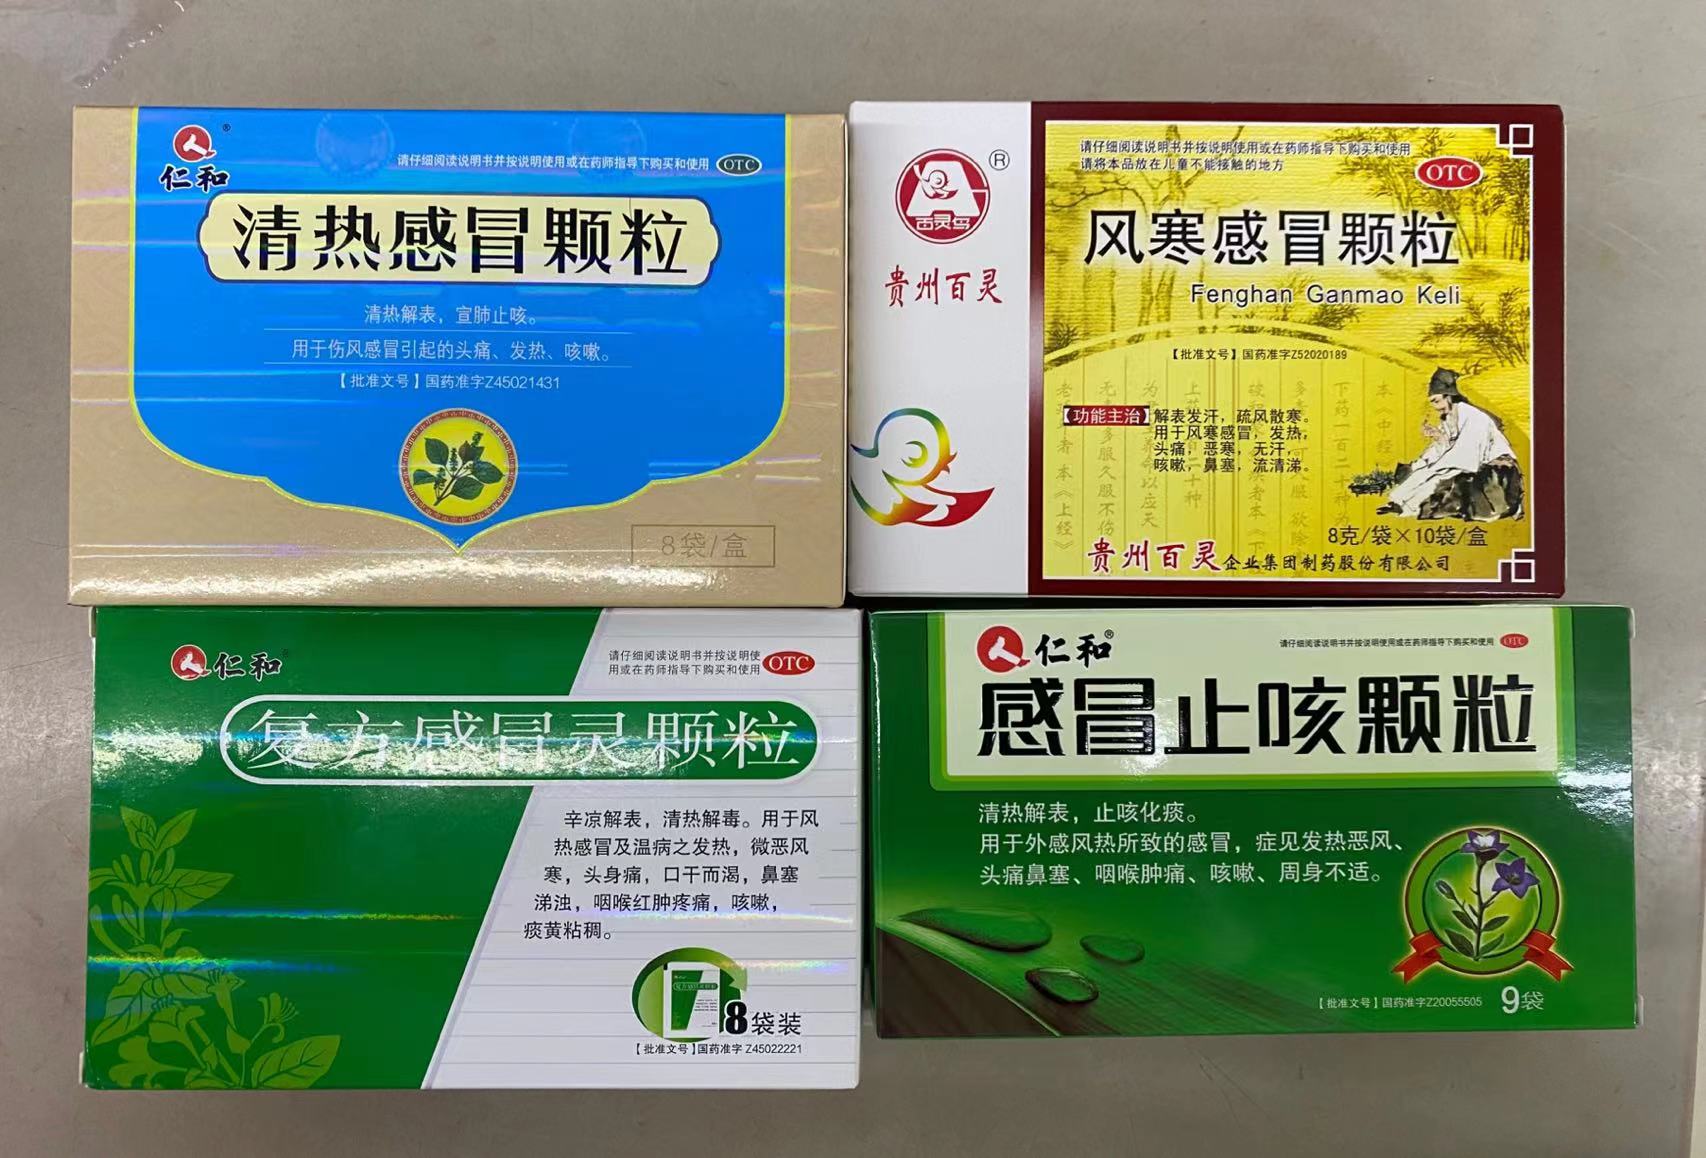 仁和®
请仔细阅读说明书并按说明使用或在药师指导下购买和使用 OTC
清热感冒颗粒
清热解表，宣肺止咳。
用于伤风感冒引起的头痛、发热、咳嗽。
【批准文号】国药准字Z45021431
8袋/盒
百灵鸟®
贵州百灵
请仔细阅读说明书并按说明使用或在药师指导下购买和使用
请将本品放在儿童不能接触的地方
OTC
风寒感冒颗粒
Fenghan Ganmao Keli
【批准文号】国药准字Z52020189
【功能主治】解表发汗，疏风散寒。
用于风寒感冒，发热，
头痛，恶寒，无汗，
咳嗽，鼻塞，流清涕。
8克/袋×10袋/盒
贵州百灵企业集团制药股份有限公司
仁和®
请仔细阅读说明书并按说明使
用或在药师指导下购买和使用
OTC
复方感冒灵颗粒
辛凉解表，清热解毒。用于风
热感冒及温病之发热，微恶风
寒，头身痛，口干而渴，鼻塞
涕浊，咽喉红肿疼痛，咳嗽，
痰黄粘稠。
8袋装
【批准文号】国药准字 Z45022221
仁和®
请仔细阅读说明书并按说明使用或在药师指导下购买和使用 OTC
感冒止咳颗粒
清热解表，止咳化痰。
用于外感风热所致的感冒，症见发热恶风、
头痛鼻塞、咽喉肿痛、咳嗽、周身不适。
【批准文号】国药准字Z20055505
9袋